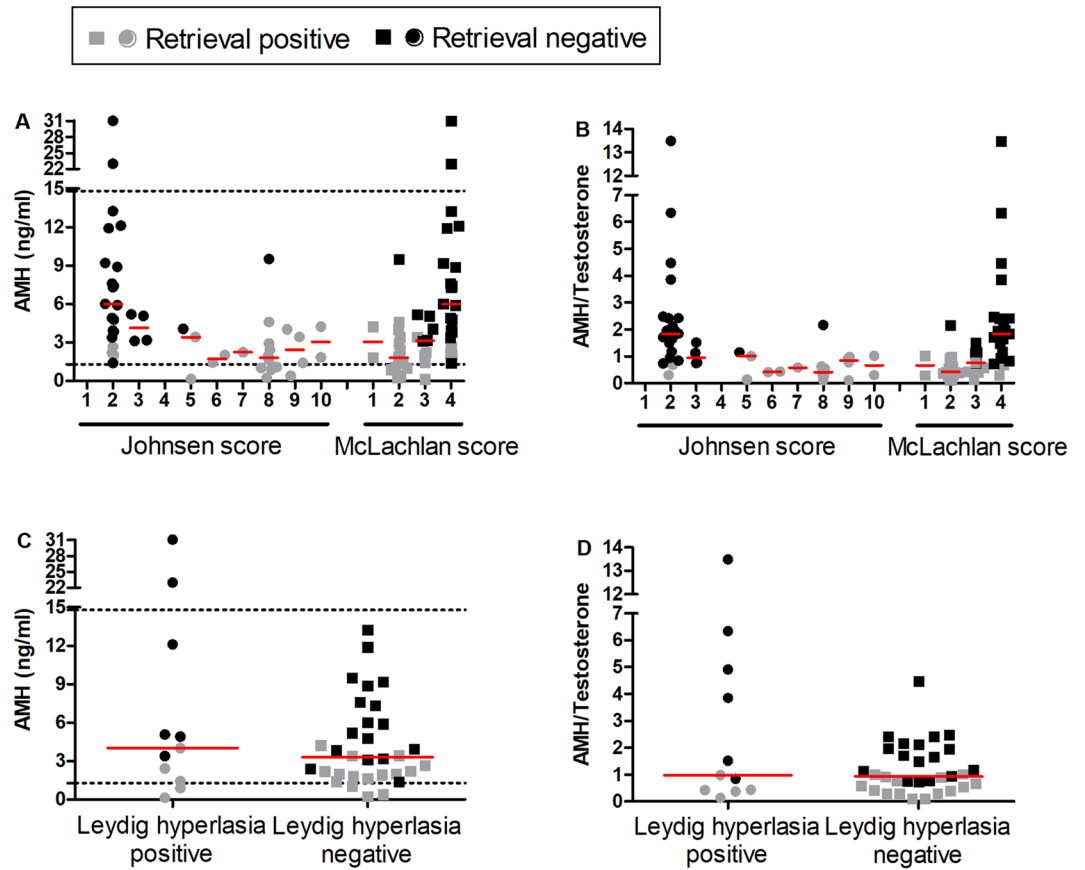 Retrieval positive Retrieval negative
A
31
28
25
22
15
12
9
6
3
0
AMH (ng/ml)
1 2 3 4 5 6 7 8 9 10 1 2 3 4
Johnsen score McLachlan score
B
14
13
12
7
6
5
4
3
2
1
0
AMH/Testosterone
1 2 3 4 5 6 7 8 9 10 1 2 3 4
Johnsen score McLachlan score
C
31
28
25
22
15
12
9
6
3
0
AMH (ng/ml)
Leydig hyperlasia Leydig hyperlasia
positive negative
D
14
13
12
7
6
5
4
3
2
1
0
AMH/Testosterone
Leydig hyperlasia Leydig hyperlasia
positive negative